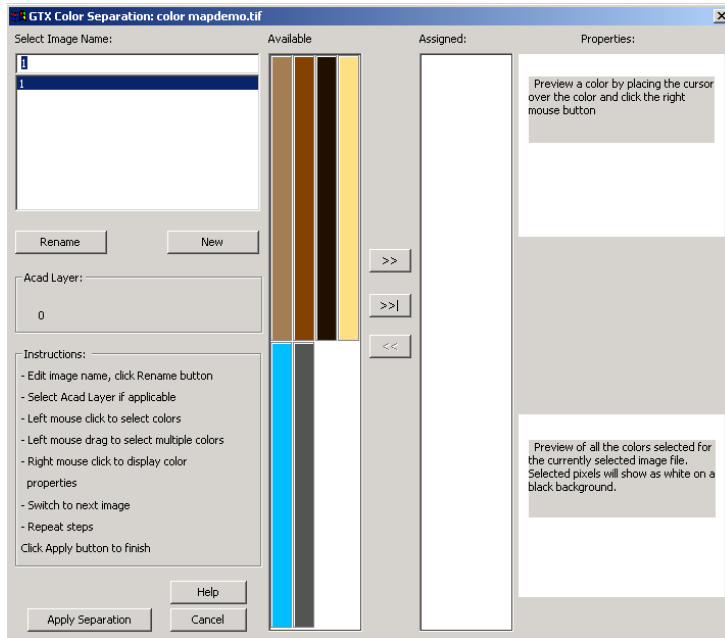 GTX Color Separation: color mapdemo.tif
Select Image Name:
Available
Assigned:
Properties:
1
1
Preview a color by placing the cursor
over the color and click the right
mouse button
Rename
New
>>
Acad Layer:
0
>>|
<<
Instructions:
- Edit image name, click Rename button
- Select Acad Layer if applicable
- Left mouse click to select colors
- Left mouse drag to select multiple colors
- Right mouse click to display color
properties
- Switch to next image
- Repeat steps
Click Apply button to finish
Preview of all the colors selected for
the currently selected image file.
Selected pixels will show as white on a
black background.
Help
Apply Separation
Cancel